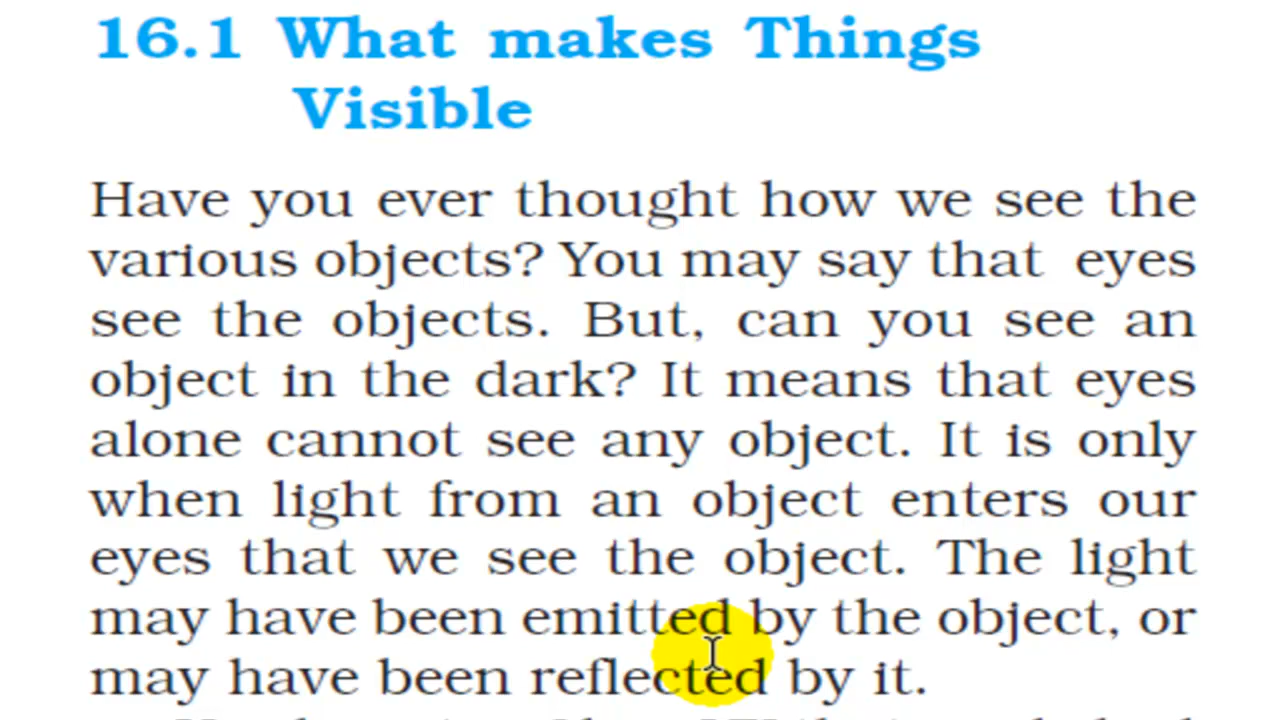 16.1 What makes Things
Visible
Have you ever thought how we see the
various objects? You may say that eyes
see the objects. But, can you see an
object in the dark? It means that eyes
alone cannot see any object. It is only
when light from an object enters our
eyes that we see the object. The light
may have been emitted by the object, or
may have been reflected by it.